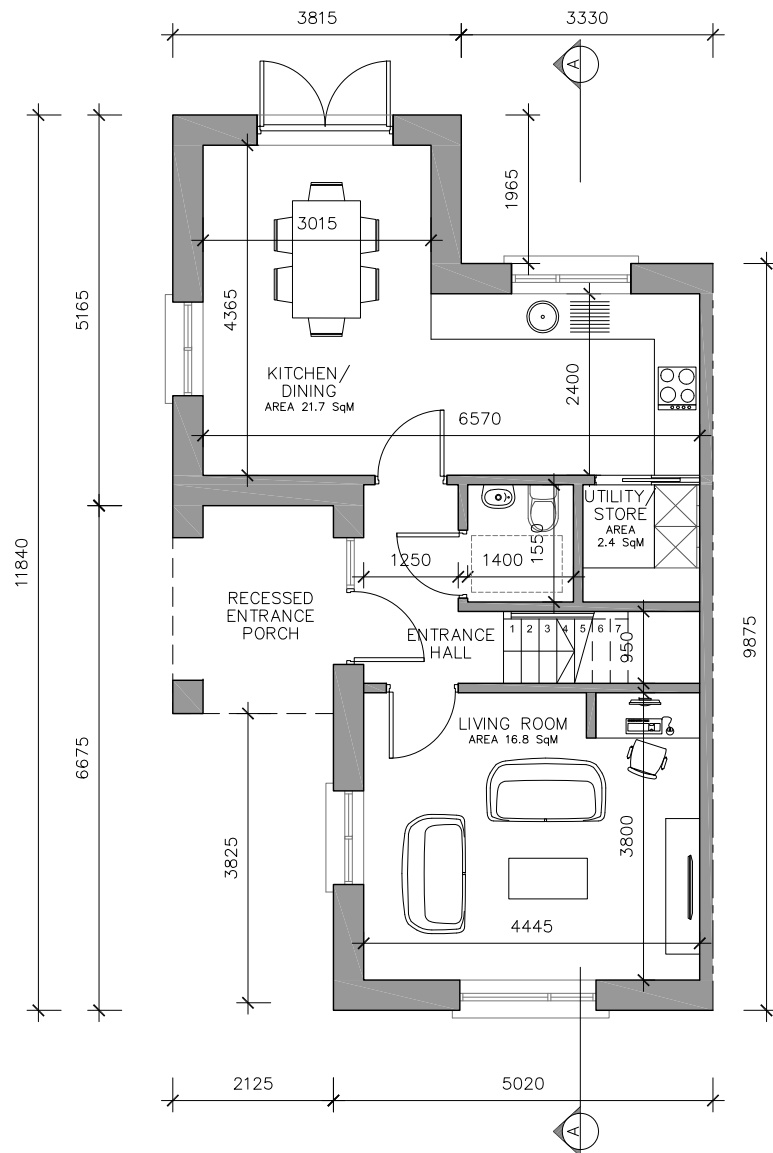 3815
3330
A
1965
3015
5165
4365
KITCHEN/
DINING
AREA 21.7 SqM
2400
6570
UTILITY/
STORE
AREA
2.4 SqM
1550
1250
1400
11840
RECESSED
ENTRANCE
PORCH
ENTRANCE
HALL
1 2 3 4 5 6 7
950
9875
LIVING ROOM
AREA 16.8 SqM
6675
3825
3800
4445
2125
5020
A